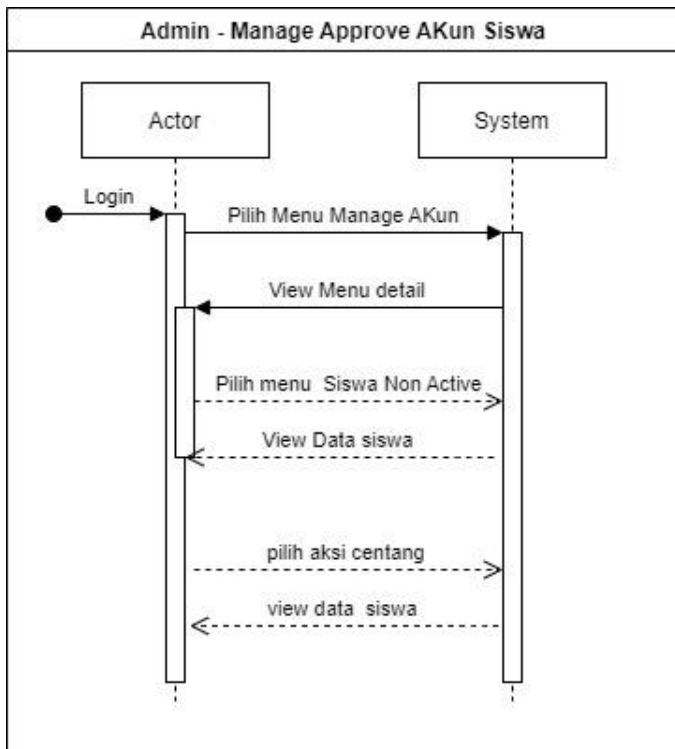 Admin - Manage Approve AKun Siswa
Actor
System
Login
Pilih Menu Manage AKun
View Menu detail
Pilih menu Siswa Non Active
View Data siswa
pilih aksi centang
view data siswa